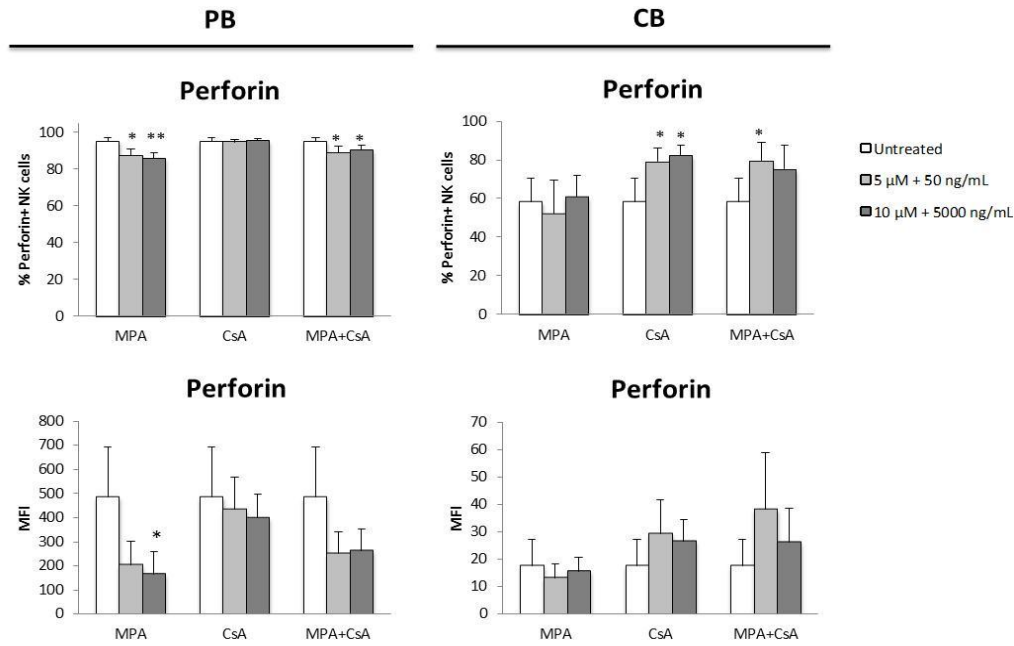 PB
Perforin
% Perforin+ NK cells
100
80
60
40
20
0
* ** * *
MPA CsA MPA+CsA
CB
Perforin
% Perforin+ NK cells
100
80
60
40
20
0
* * *
MPA CsA MPA+CsA
Untreated
5 µM + 50 ng/mL
10 µM + 5000 ng/mL
Perforin
MFI
800
700
600
500
400
300
200
100
0
*
MPA CsA MPA+CsA
Perforin
MFI
70
60
50
40
30
20
10
0
MPA CsA MPA+CsA